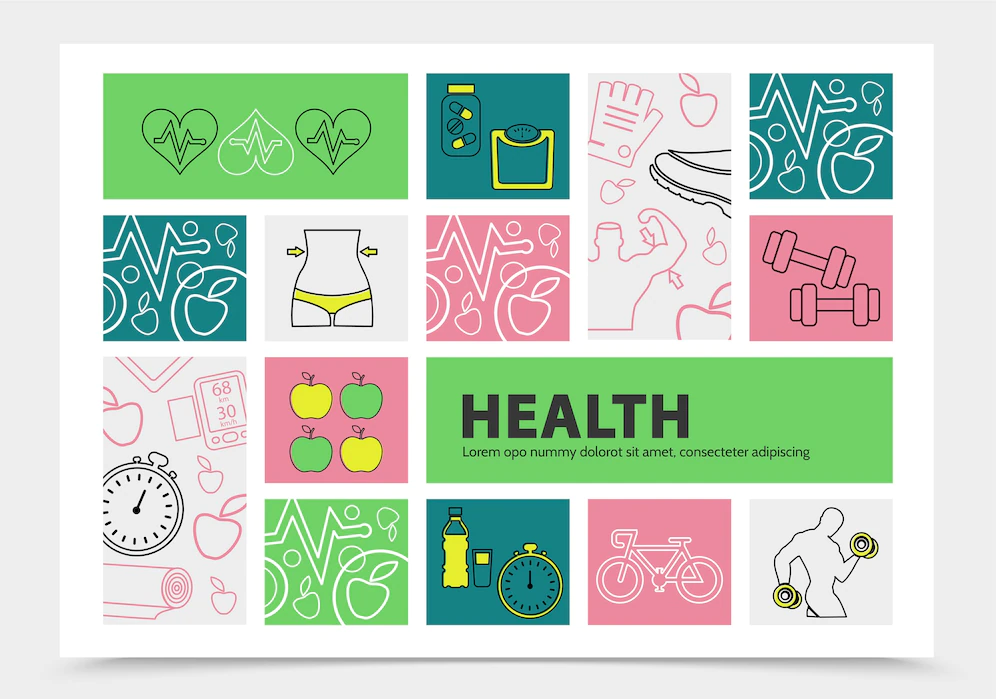 68
km
30
km/h
HEALTH
Lorem opo nummy dolorot sit amet, consecteter adipiscing